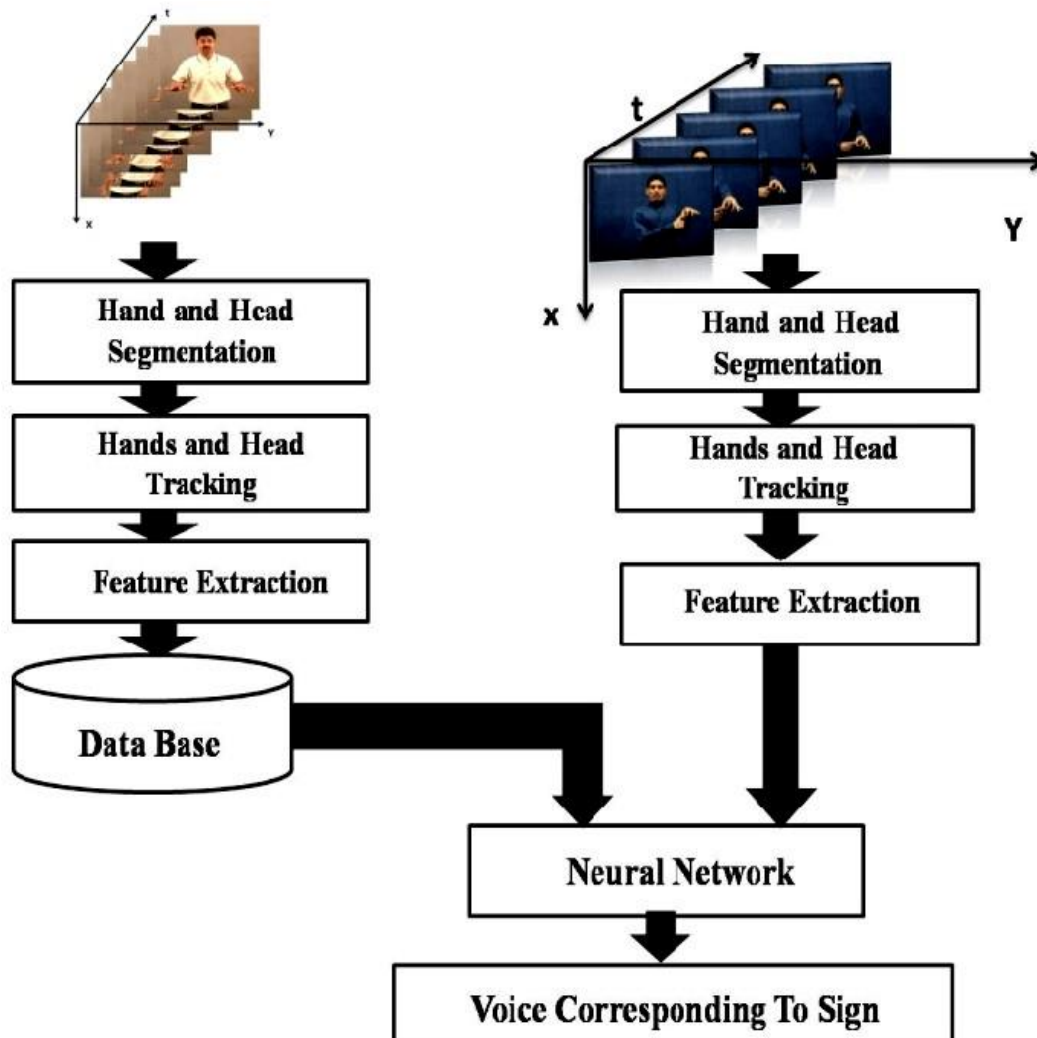 t
Y
X
t
Y
x
Hand and Head
Segmentation
Hands and Head
Tracking
Feature Extraction
Data Base
Hand and Head
Segmentation
Hands and Head
Tracking
Feature Extraction
Neural Network
Voice Corresponding To Sign